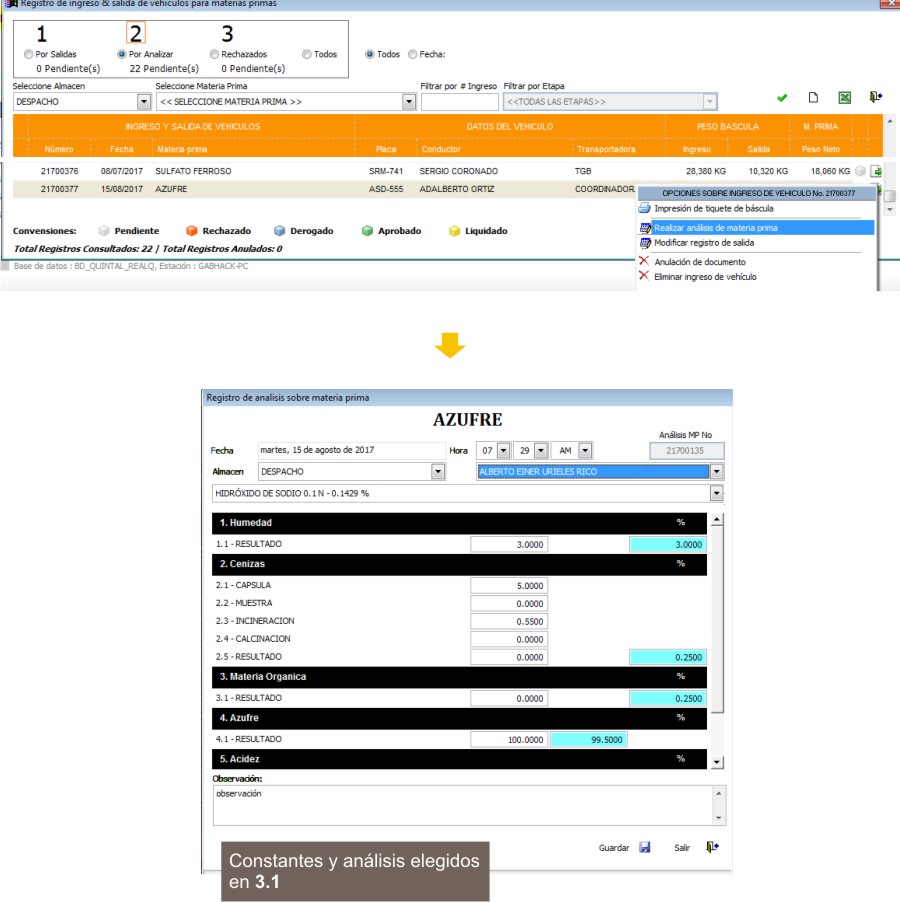 Registro de ingreso & salida de vehiculos para materias primas
1 2 3
Por Salidas Por Analizar Rechazados Todos Todos Fecha:
0 Pendiente(s) 22 Pendiente(s) 0 Pendiente(s)
Seleccione Almacen Seleccione Materia Prima Filtrar por # Ingreso Filtrar por Etapa
DESPACHO << SELECCIONE MATERIA PRIMA >> <<TODAS LAS ETAPAS>>
INGRESO Y SALIDA DE VEHICULOS DATOS DEL VEHICULO PESO BASCULA M. PRIMA
Número Fecha Materia prima Placa Conductor Transportadora Ingreso Salida Peso Neto
21700376 08/07/2017 SULFATO FERROSO SRM-741 SERGIO CORONADO TGB 28,380 KG 10,320 KG 18,060 KG
21700377 15/08/2017 AZUFRE ASD-555 ADALBERTO ORTIZ COORDINADOR
OPCIONES SOBRE INGRESO DE VEHICULO No. 21700377
Impresión de tiquete de báscula
Realizar análisis de materia prima
Modificar registro de salida
Anulación de documento
Eliminar ingreso de vehículo
Convenciones: Pendiente Rechazado Derogado Aprobado Liquidado
Total Registros Consultados: 22 | Total Registros Anulados: 0
Base de datos : BD_QUINTAL_REALQ, Estación : GABHACK-PC
Registro de analisis sobre materia prima
AZUFRE
Análisis MP No
Fecha martes, 15 de agosto de 2017 Hora 07 29 AM 21700135
Almacen DESPACHO ALBERTO EINER URIELES RICO
HIDRÓXIDO DE SODIO 0.1 N - 0.1429 %
1. Humedad %
1.1 - RESULTADO 3.0000 3.0000
2. Cenizas %
2.1 - CAPSULA 5.0000
2.2 - MUESTRA 0.0000
2.3 - INCINERACION 0.5500
2.4 - CALCINACION 0.0000
2.5 - RESULTADO 0.0000 0.2500
3. Materia Organica %
3.1 - RESULTADO 0.0000 0.2500
4. Azufre %
4.1 - RESULTADO 100.0000 99.5000
5. Acidez %
Observación:
observación
Guardar Salir
Constantes y análisis elegidos
en 3.1